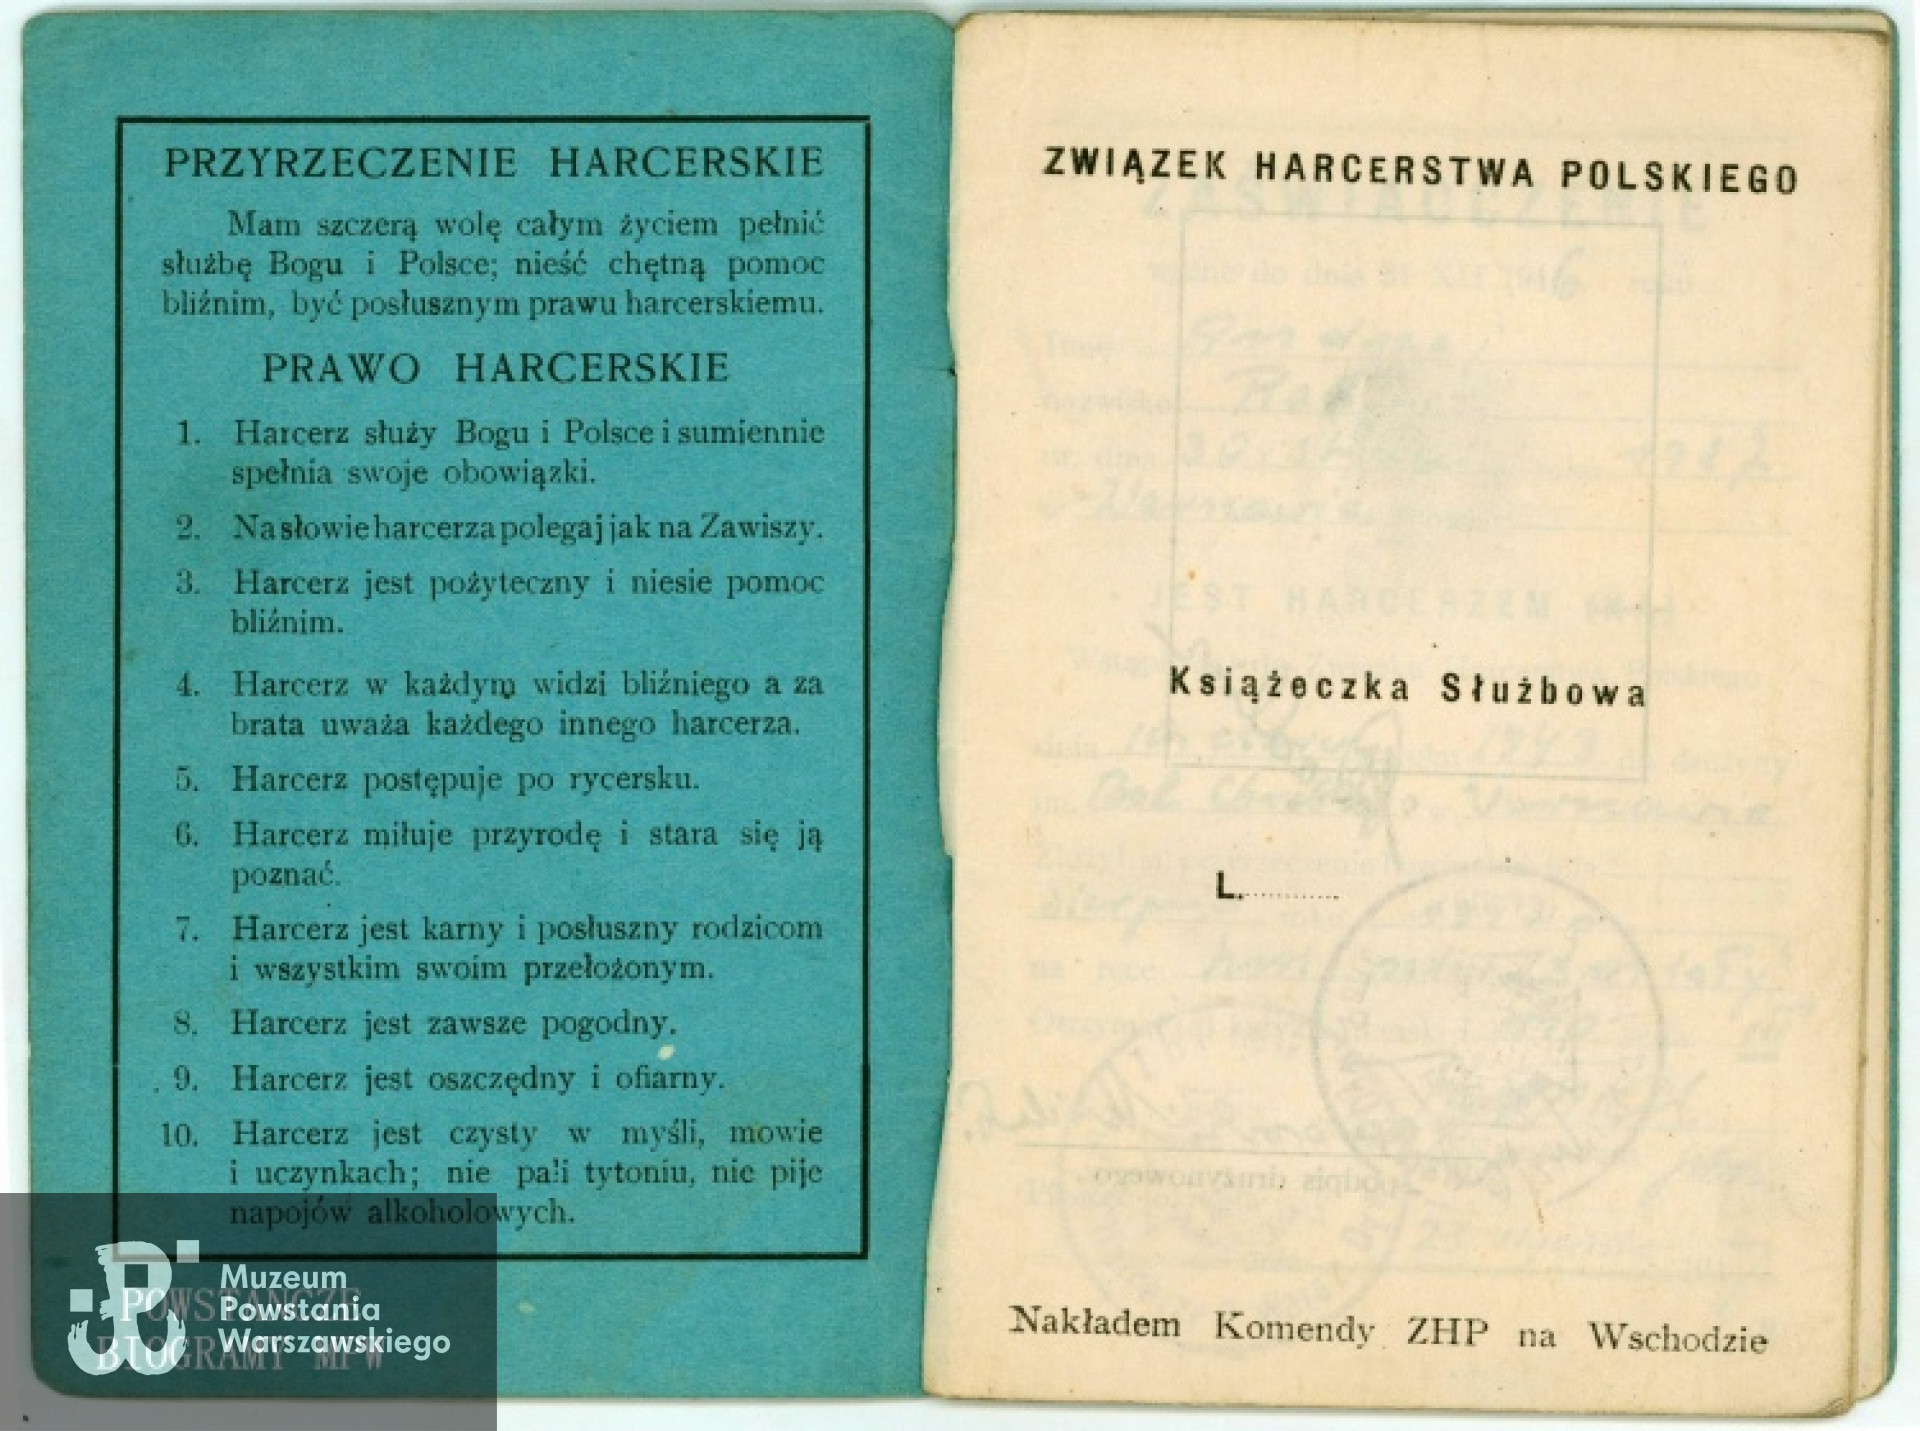 PRZYRZECZENIE HARCERSKIE
Mam szczerą wolę całym życiem pełnić
służbę Bogu i Polsce; nieść chętną pomoc
bliźnim, być posłusznym prawu harcerskiemu.
PRAWO HARCERSKIE
1. Harcerz służy Bogu i Polsce i sumiennie
spełnia swoje obowiązki.
2. Na słowie harcerza polegaj jak na Zawiszy.
3. Harcerz jest pożyteczny i niesie pomoc
bliźnim.
4. Harcerz w każdym widzi bliźniego a za
brata uważa każdego innego harcerza.
5. Harcerz postępuje po rycersku.
6. Harcerz miłuje przyrodę i stara się ją
poznać.
7. Harcerz jest karny i posłuszny rodzicom
i wszystkim swoim przełożonym.
8. Harcerz jest zawsze pogodny.
9. Harcerz jest oszczędny i ofiarny.
10. Harcerz jest czysty w myśli, mowie
i uczynkach; nie pali tytoniu, nie pije
napojów alkoholowych.
POWSTAŃCZE
BIOGRAMY MPW
Muzeum
Powstania
Warszawskiego
ZWIĄZEK HARCERSTWA POLSKIEGO
Książeczka Służbowa
L..............
Nakładem Komendy ZHP na Wschodzie